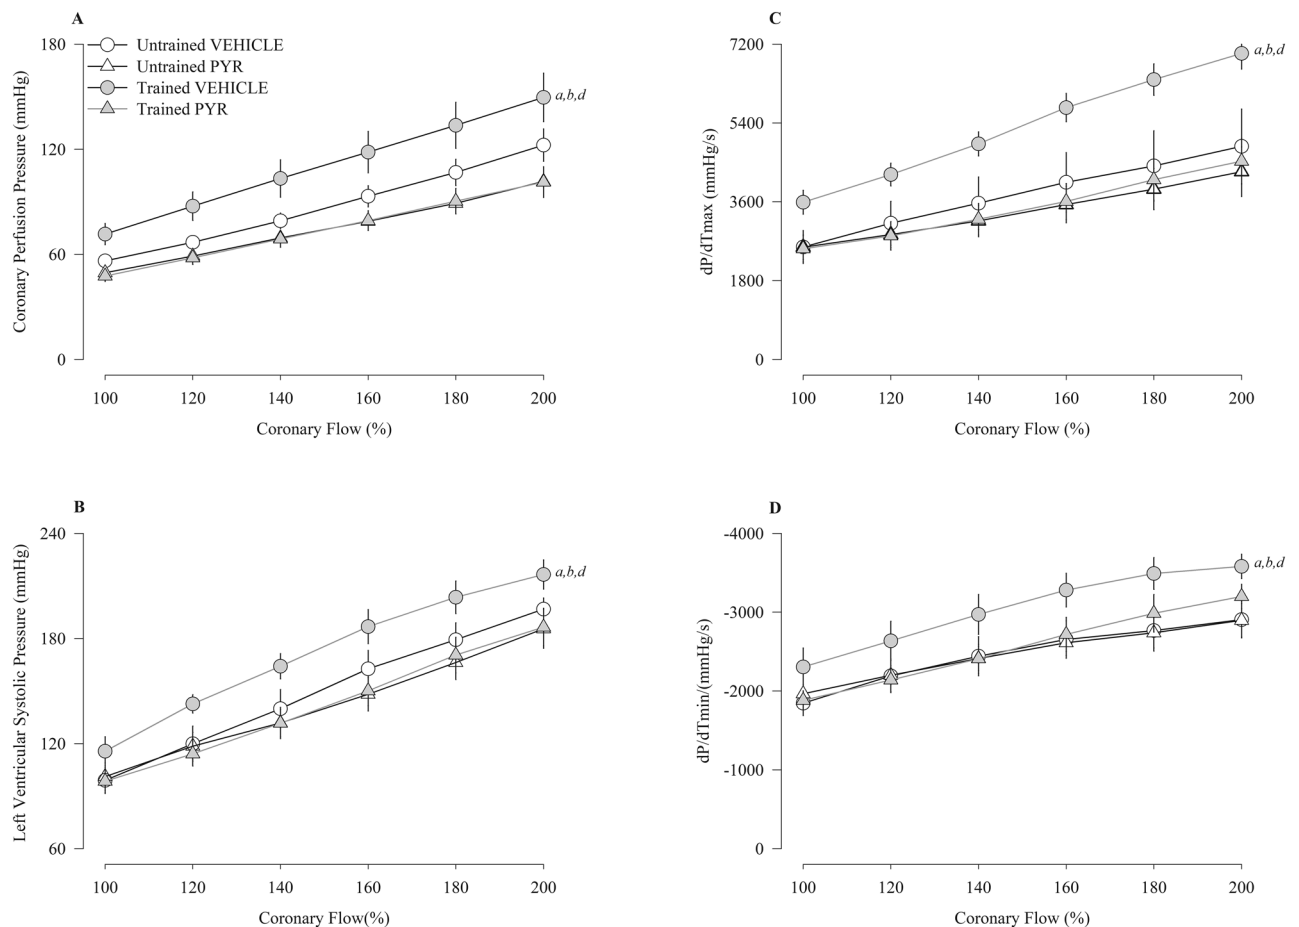 A
180
120
60
0
Coronary Perfusion Pressure (mmHg)
Untrained VEHICLE
Untrained PYR
Trained VEHICLE
Trained PYR
a,b,d
100 120 140 160 180 200
Coronary Flow (%)
C
7200
5400
3600
1800
0
dP/dTmax (mmHg/s)
a,b,d
100 120 140 160 180 200
Coronary Flow (%)
B
240
180
120
60
Left Ventricular Systolic Pressure (mmHg)
a,b,d
100 120 140 160 180 200
Coronary Flow(%)
D
-4000
-3000
-2000
-1000
0
dP/dTmin/(mmHg/s)
a,b,d
100 120 140 160 180 200
Coronary Flow (%)